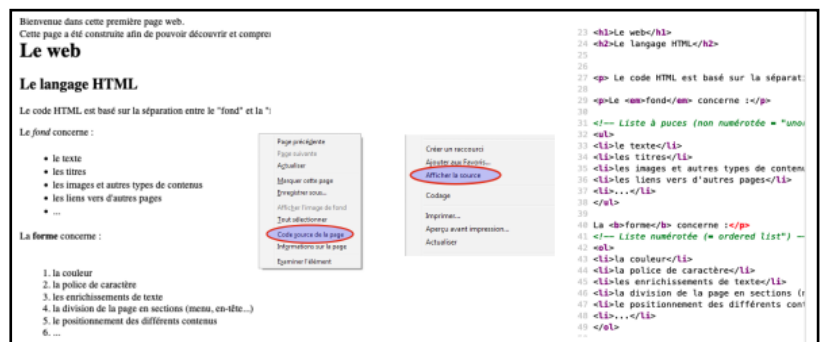 Bienvenue dans cette première page web.
Cette page a été construite afin de pouvoir découvrir et compre
Le web
Le langage HTML
Le code HTML est basé sur la séparation entre le "fond" et la "
Le fond concerne :
• le texte
• les titres
• les images et autres types de contenus
• les liens vers d'autres pages
• ...
La forme concerne :
1. la couleur
2. la police de caractère
3. les enrichissements de texte
4. la division de la page en sections (menu, en-tête...)
5. le positionnement des différents contenus
6. ...
Page précédente
Page suivante
Actualiser
Marquer cette page
Enregistrer sous...
Afficher l'image de fond
Tout sélectionner
Code source de la page
Informations sur la page
Examiner l'élément
Créer un raccourci
Ajouter aux Favoris...
Afficher la source
Codage
Imprimer...
Aperçu avant impression...
Actualiser
23 <h1>Le web</h1>
24 <h2>Le langage HTML</h2>
25
26
27 <p> Le code HTML est basé sur la séparat
28
29 <p>Le <em>fond</em> concerne :</p>
30
31 <!-- Liste à puces (non numérotée = "uno
32 <ul>
33 <li>le texte</li>
34 <li>les titres</li>
35 <li>les images et autres types de conten
36 <li>les liens vers d'autres pages</li>
37 <li>...</li>
38 </ul>
39
40 La <b>forme</b> concerne :</p>
41 <!-- Liste numérotée (= ordered list") -
42 <ol>
43 <li>la couleur</li>
44 <li>la police de caractère</li>
45 <li>les enrichissements de texte</li>
46 <li>la division de la page en sections (
47 <li>le positionnement des différents con
48 <li>...</li>
49 </ol>